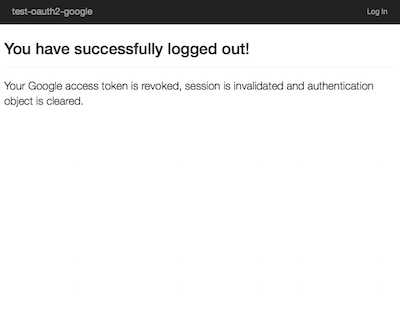 test-oauth2-google
Log In
You have successfully logged out!
Your Google access token is revoked, session is invalidated and authentication
object is cleared.